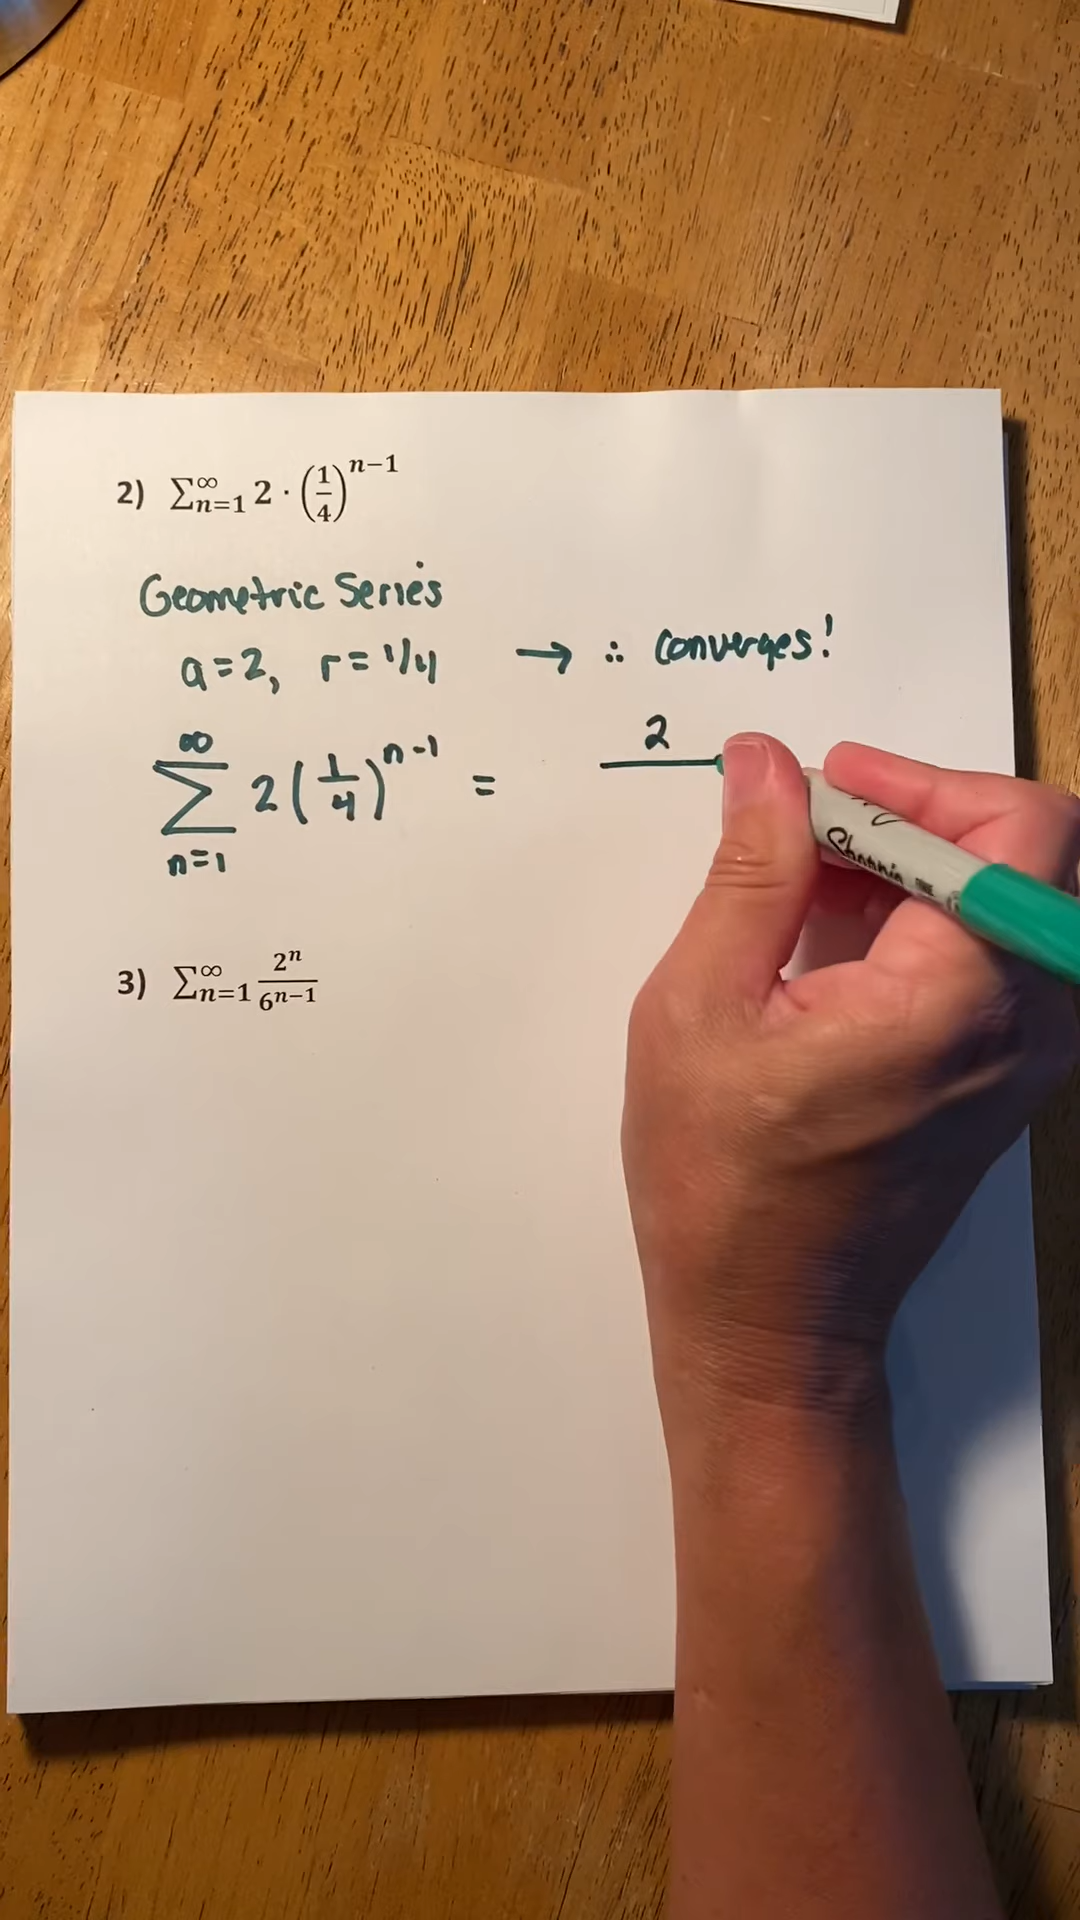 2) ∑_{n=1}^{∞} 2 · (1/4)^{n−1}
Geometric Series
a=2, r=1/4 → ∴ converges!
∑_{n=1}^{∞} 2(1/4)^{n-1} = 2
3) ∑_{n=1}^{∞} 2^n/6^{n−1}
Sharpie